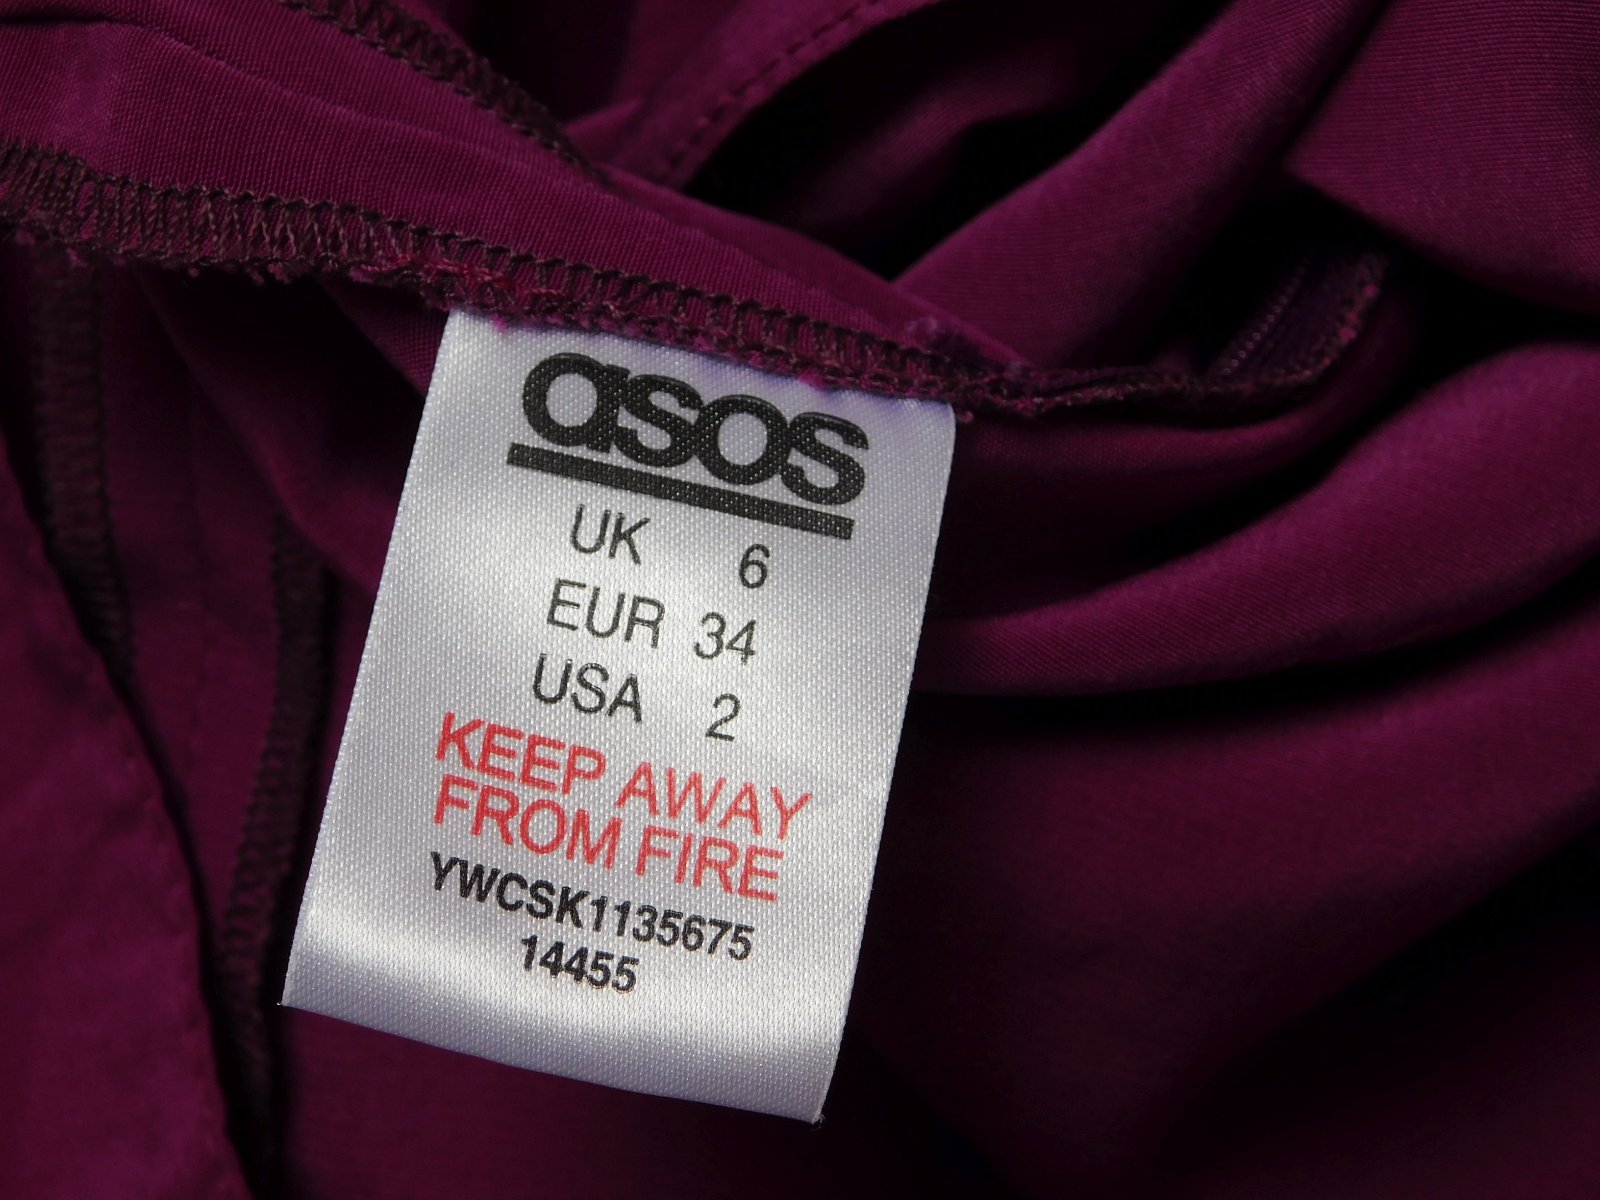 asos
UK 6
EUR 34
USA 2
KEEP AWAY
FROM FIRE
YWCSK1135675
14455